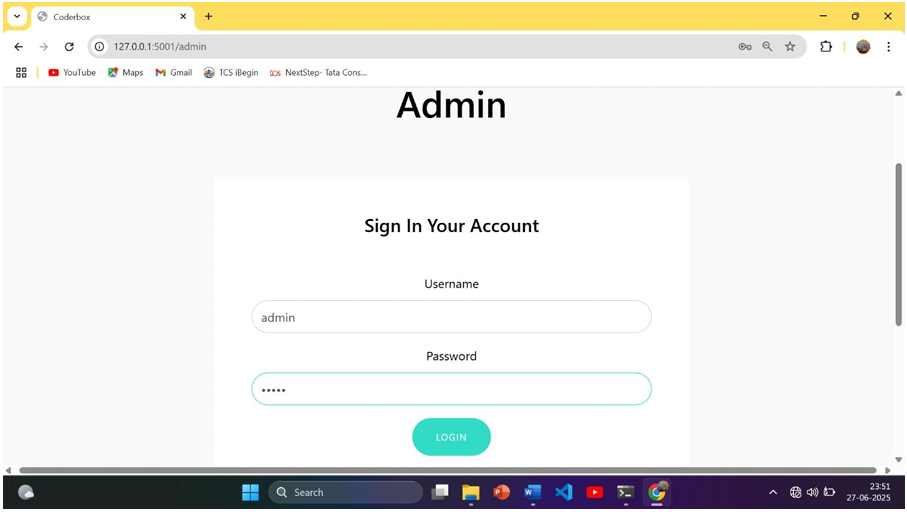 Coderbox
127.0.0.1:5001/admin
YouTube Maps Gmail TCS iBegin NextStep- Tata Cons...
Admin
Sign In Your Account
Username
admin
Password
•••••
LOGIN
Search
23:51
27-06-2025